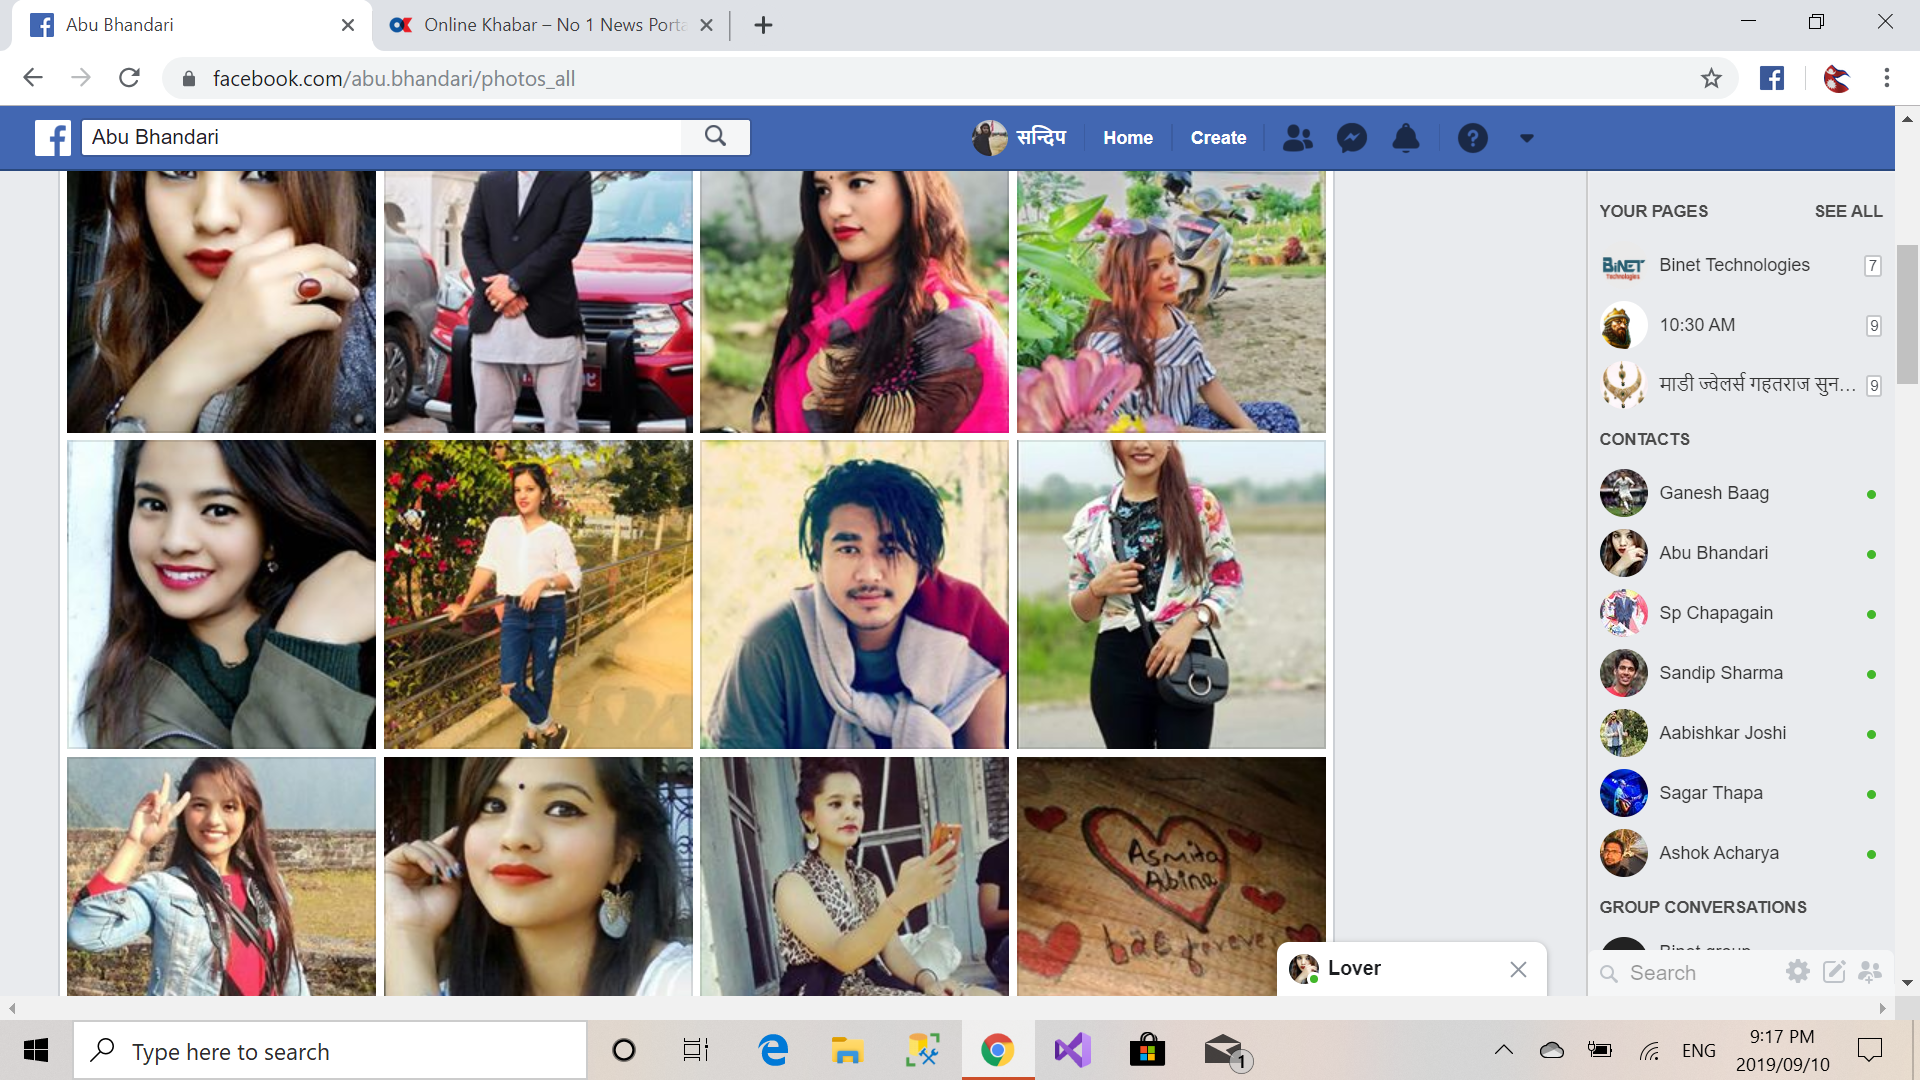 Abu Bhandari
Online Khabar – No 1 News Porta
facebook.com/abu.bhandari/photos_all
Abu Bhandari
सन्दिप
Home
Create
YOUR PAGES
SEE ALL
BiNET
Technologies
Binet Technologies
7
10:30 AM
9
माडी ज्वेलर्स गहतराज सुन...
9
CONTACTS
Ganesh Baag
Abu Bhandari
Sp Chapagain
Sandip Sharma
Aabishkar Joshi
Sagar Thapa
Ashok Acharya
GROUP CONVERSATIONS
Binet group
Search
Asmita
Abina
bae forever
Lover
Type here to search
1
ENG
9:17 PM
2019/09/10